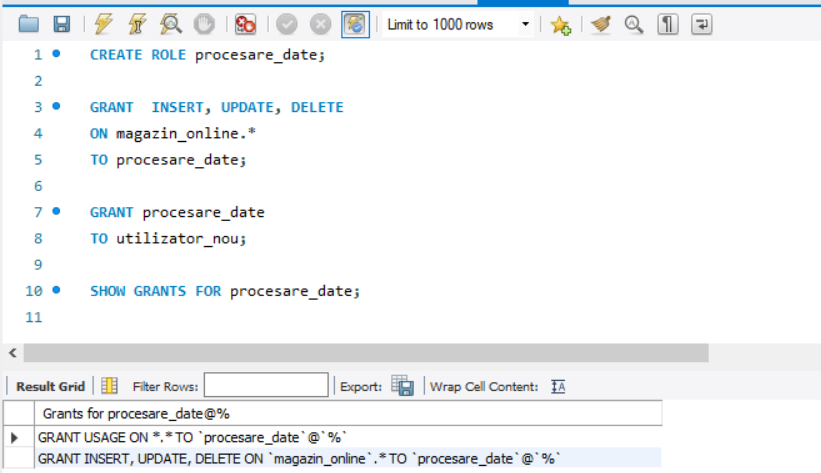 Limit to 1000 rows
1 CREATE ROLE procesare_date;
2
3 GRANT  INSERT, UPDATE, DELETE
4 ON magazin_online.*
5 TO procesare_date;
6
7 GRANT procesare_date
8 TO utilizator_nou;
9
10 SHOW GRANTS FOR procesare_date;
11
Result Grid Filter Rows: Export: Wrap Cell Content: IA
Grants for procesare_date@%
GRANT USAGE ON *.* TO `procesare_date`@`%`
GRANT INSERT, UPDATE, DELETE ON `magazin_online`.* TO `procesare_date`@`%`